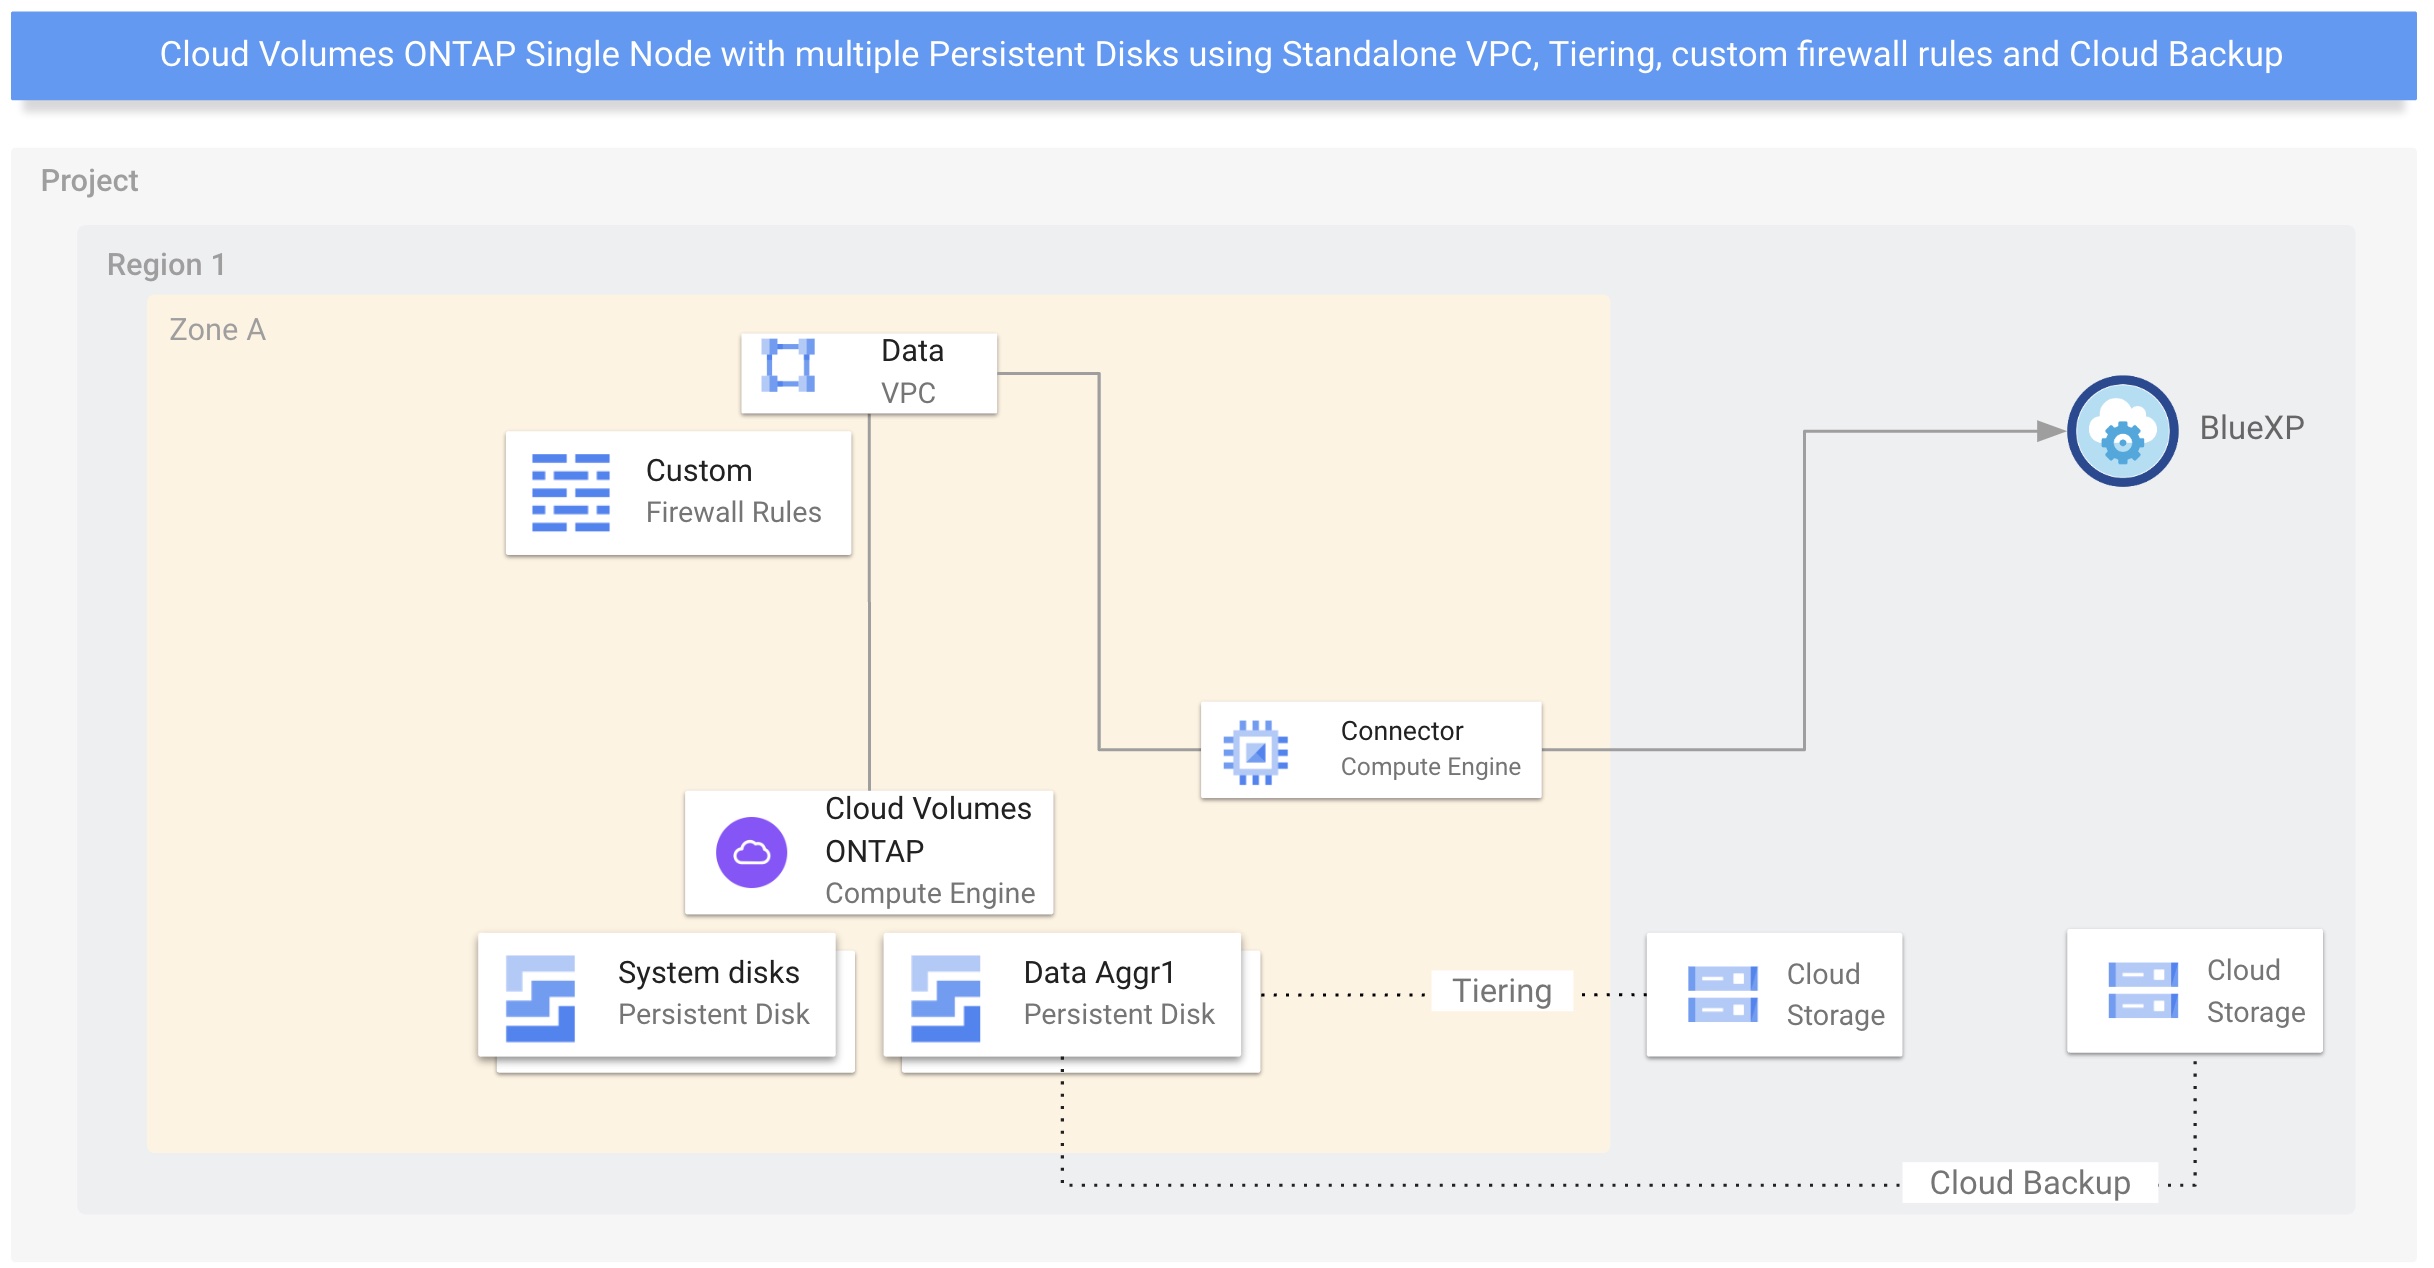 Cloud Volumes ONTAP Single Node with multiple Persistent Disks using Standalone VPC, Tiering, custom firewall rules and Cloud Backup
Project
Region 1
Zone A
Data
VPC
Custom
Firewall Rules
BlueXP
Connector
Compute Engine
Cloud Volumes
ONTAP
Compute Engine
System disks
Persistent Disk
Data Aggr1
Persistent Disk
Tiering
Cloud
Storage
Cloud
Storage
Cloud Backup